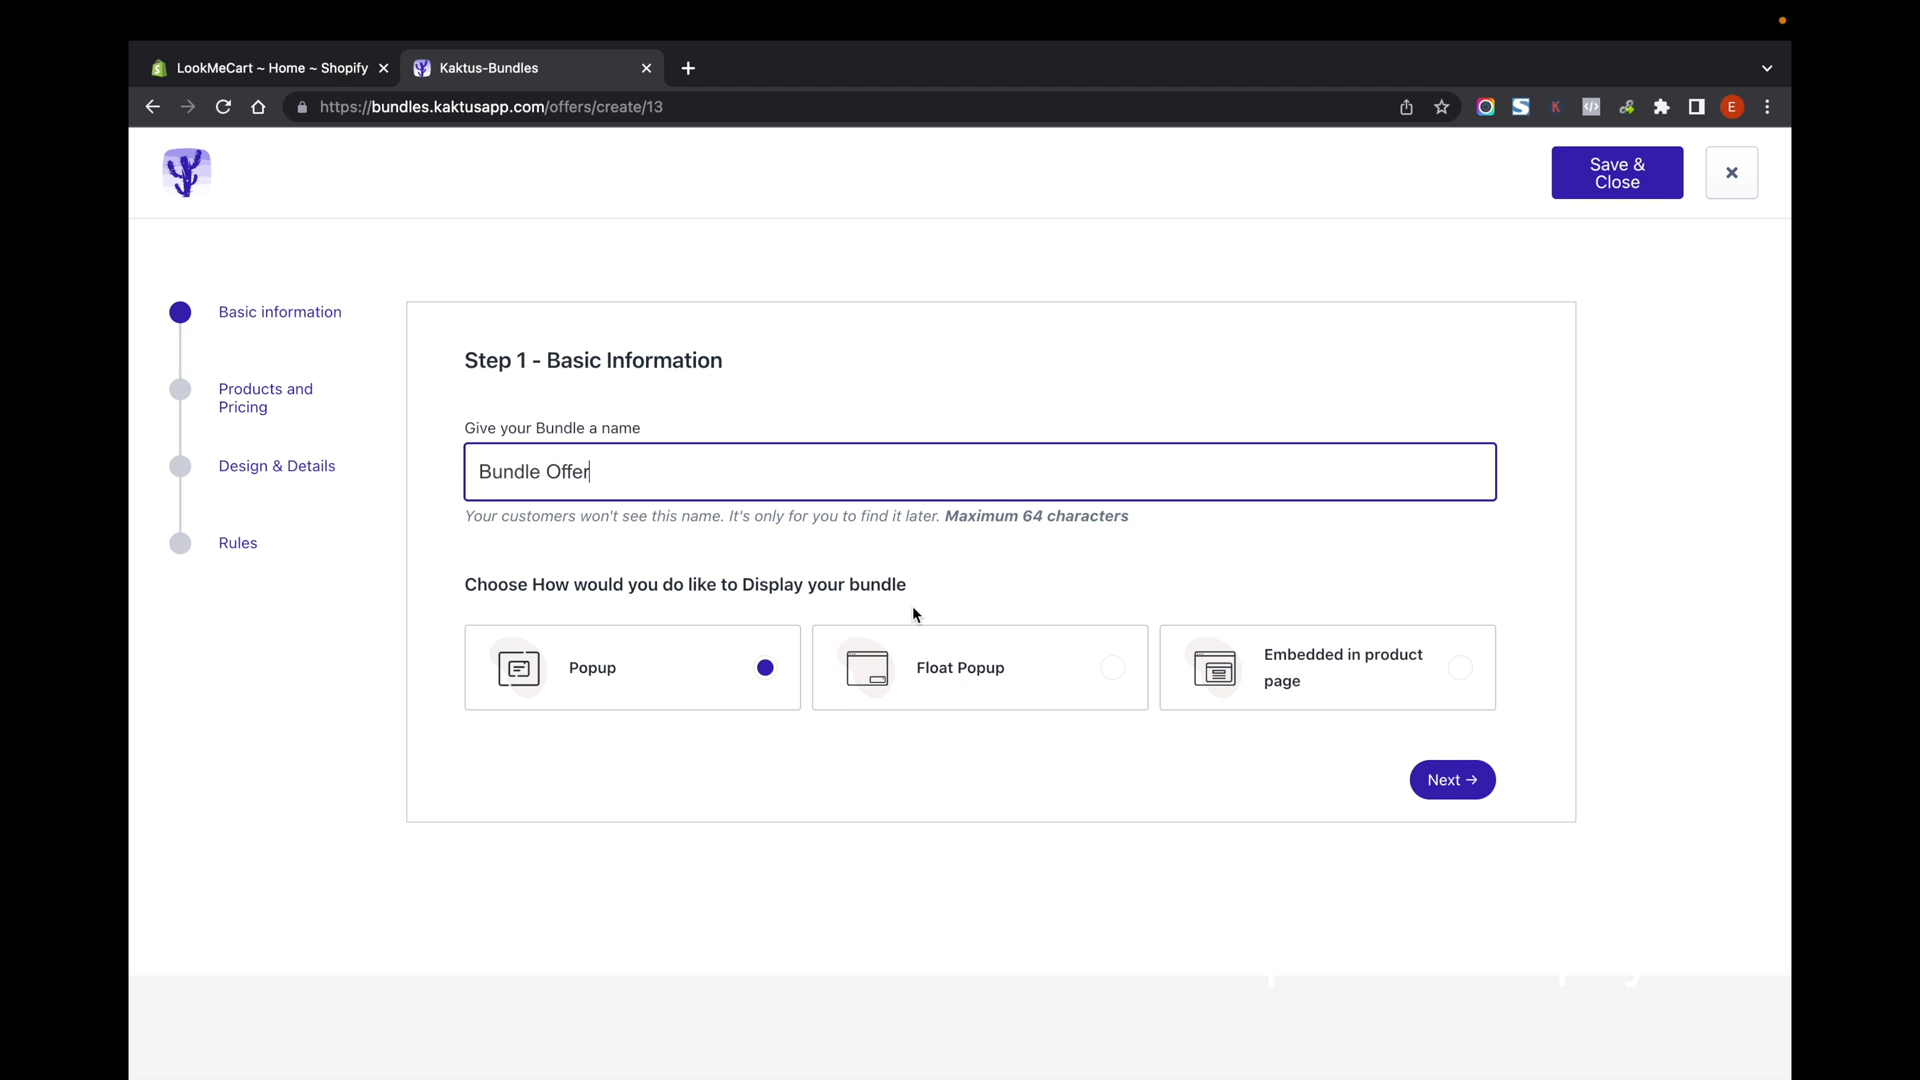 LookMeCart ~ Home ~ Shopify
Kaktus-Bundles
https://bundles.kaktusapp.com/offers/create/13
K
E
Save &
Close
Basic information
Products and
Pricing
Design & Details
Rules
Step 1 - Basic Information
Give your Bundle a name
Bundle Offer
Your customers won't see this name. It's only for you to find it later. Maximum 64 characters
Choose How would you do like to Display your bundle
Popup
Float Popup
Embedded in product
page
Next →